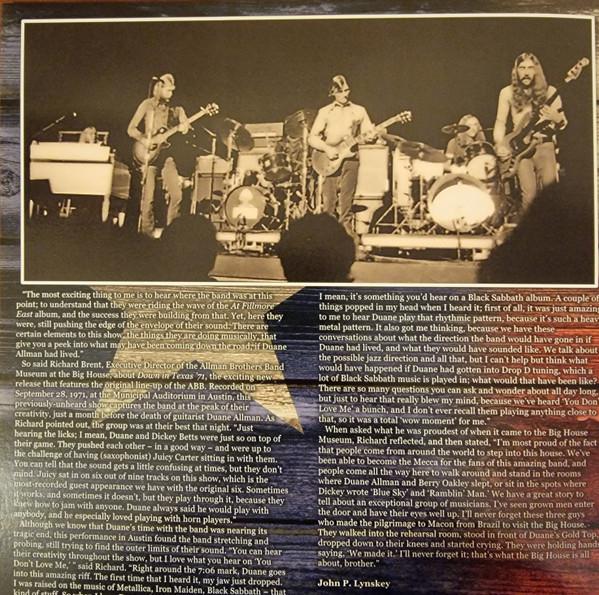 "The most exciting thing to me is to hear where the band was at this
point; to understand that they were riding the wave of the At Fillmore
East album, and the success they were building from that. Yet, here they
were, still pushing the edge of the envelope of their sound. There are
certain elements to this show, the things they are doing musically, that
give you a peek into what may have been coming down the road, if Duane
Allman had lived."
So said Richard Brent, Executive Director of the Allman Brothers Band
Museum at the Big House, about Down in Texas '71, the exciting new
release that features the original line-up of the ABB. Recorded on
September 28, 1971, at the Municipal Auditorium in Austin, this
previously-unheard show captures the band at the peak of their
creativity, just a month before the death of guitarist Duane Allman. As
Richard pointed out, the group was at their best that night. "Just
hearing the licks; I mean, Duane and Dickey Betts were just so on top of
their game. They pushed each other – in a good way – and were up to
the challenge of having (saxophonist) Juicy Carter sitting in with them.
You can tell that the sound gets a little confusing at times, but they don't
mind. Juicy sat in on six out of nine tracks on this show, which is the
most-recorded guest appearance we have with the original six. Sometimes
it works, and sometimes it doesn't, but they play through it, because they
knew how to jam with anyone. Duane always said he would play with
anybody, and he especially loved playing with horn players."
Although we know that Duane's time with the band was nearing its
tragic end, this performance in Austin found the band stretching and
probing, still trying to find the outer limits of their sound. "You can hear
their creativity throughout the show, but I love what you hear on 'You
Don't Love Me,' " said Richard. "Right around the 7:06 mark, Duane goes
into this amazing riff. The first time that I heard it, my jaw just dropped.
I was raised on the music of Metallica, Iron Maiden, Black Sabbath – that
kind of stuff.
I mean, it's something you'd hear on a Black Sabbath album. A couple of
things popped in my head when I heard it; first of all, it was just amazing
to me to hear Duane play that rhythmic pattern, because it's such a heavy
metal pattern. It also got me thinking, because we have these
conversations about what the direction the band would have gone in if
Duane had lived, and what they would have sounded like. We talk about
the possible jazz direction and all that, but I can't help but think what
would have happened if Duane had gotten into Drop D tuning, which a
lot of Black Sabbath music is played in; what would that have been like?
There are so many questions you can ask and wonder about all day long,
but just to hear that really blew my mind, because we've heard 'You Don't
Love Me' a bunch, and I don't ever recall them playing anything close to
that, so it was a total 'wow moment' for me."
When asked what he was proudest of when it came to the Big House
Museum, Richard reflected, and then stated, "I'm most proud of the fact
that people come from around the world to step into this house. We've
been able to become the Mecca for the fans of this amazing band, and
people come all the way here to walk around and stand in the rooms
where Duane Allman and Berry Oakley slept, or sit in the spots where
Dickey wrote 'Blue Sky' and 'Ramblin' Man.' We have a great story to
tell about an exceptional group of musicians. I've seen grown men enter
the door and have their eyes well up. I'll never forget these three guys
who made the pilgrimage to Macon from Brazil to visit the Big House.
They walked into the rehearsal room, stood in front of Duane's Gold Top,
dropped down to their knees and started crying. They were holding hands
saying, 'We made it.' I'll never forget it; that's what the Big House is all
about, brother."
John P. Lynskey